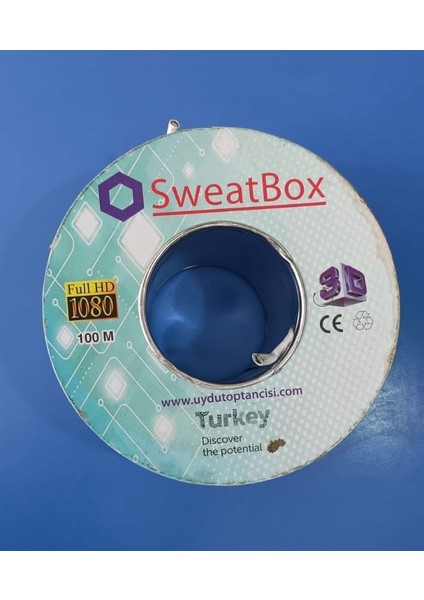 SweatBox
Full HD
1080
100 M
3D
CE
www.uydutoptancisi.com
Turkey
Discover
the potential